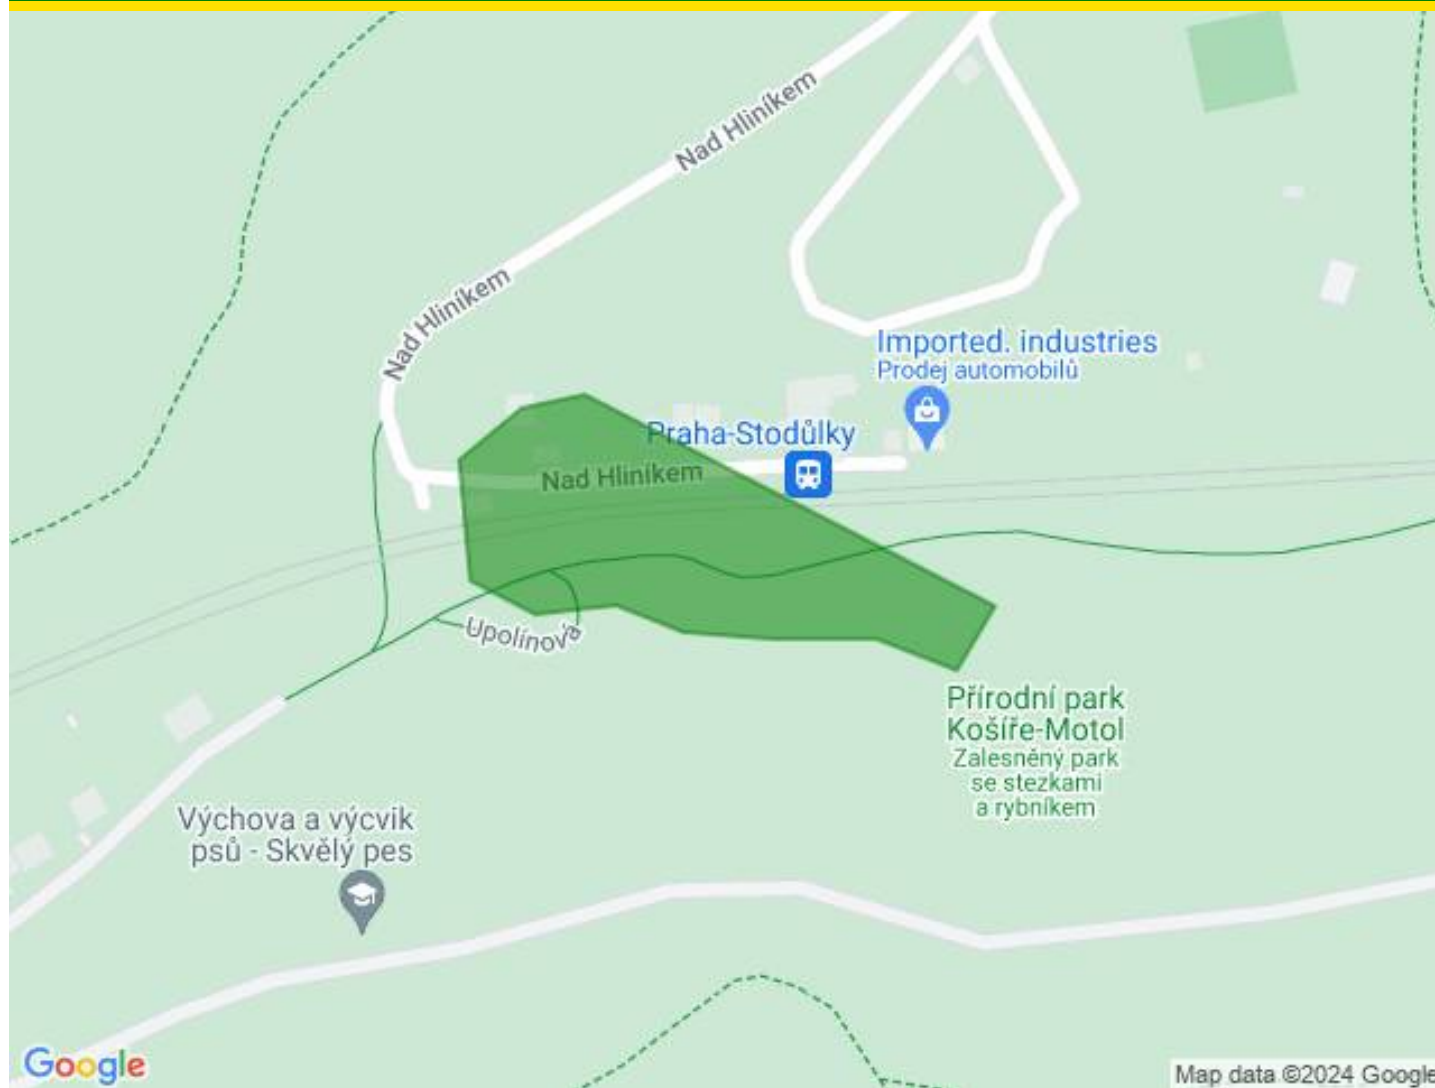 Nad Hliníkem
Nad Hliníkem
Imported. industries
Prodej automobilů
Praha-Stodůlky
Nad Hliníkem
Upolínová
Přírodní park
Košíře-Motol
Zalesněný park
se stezkami
a rybníkem
Výchova a výcvik
psů - Skvělý pes
Google
Map data ©2024 Google